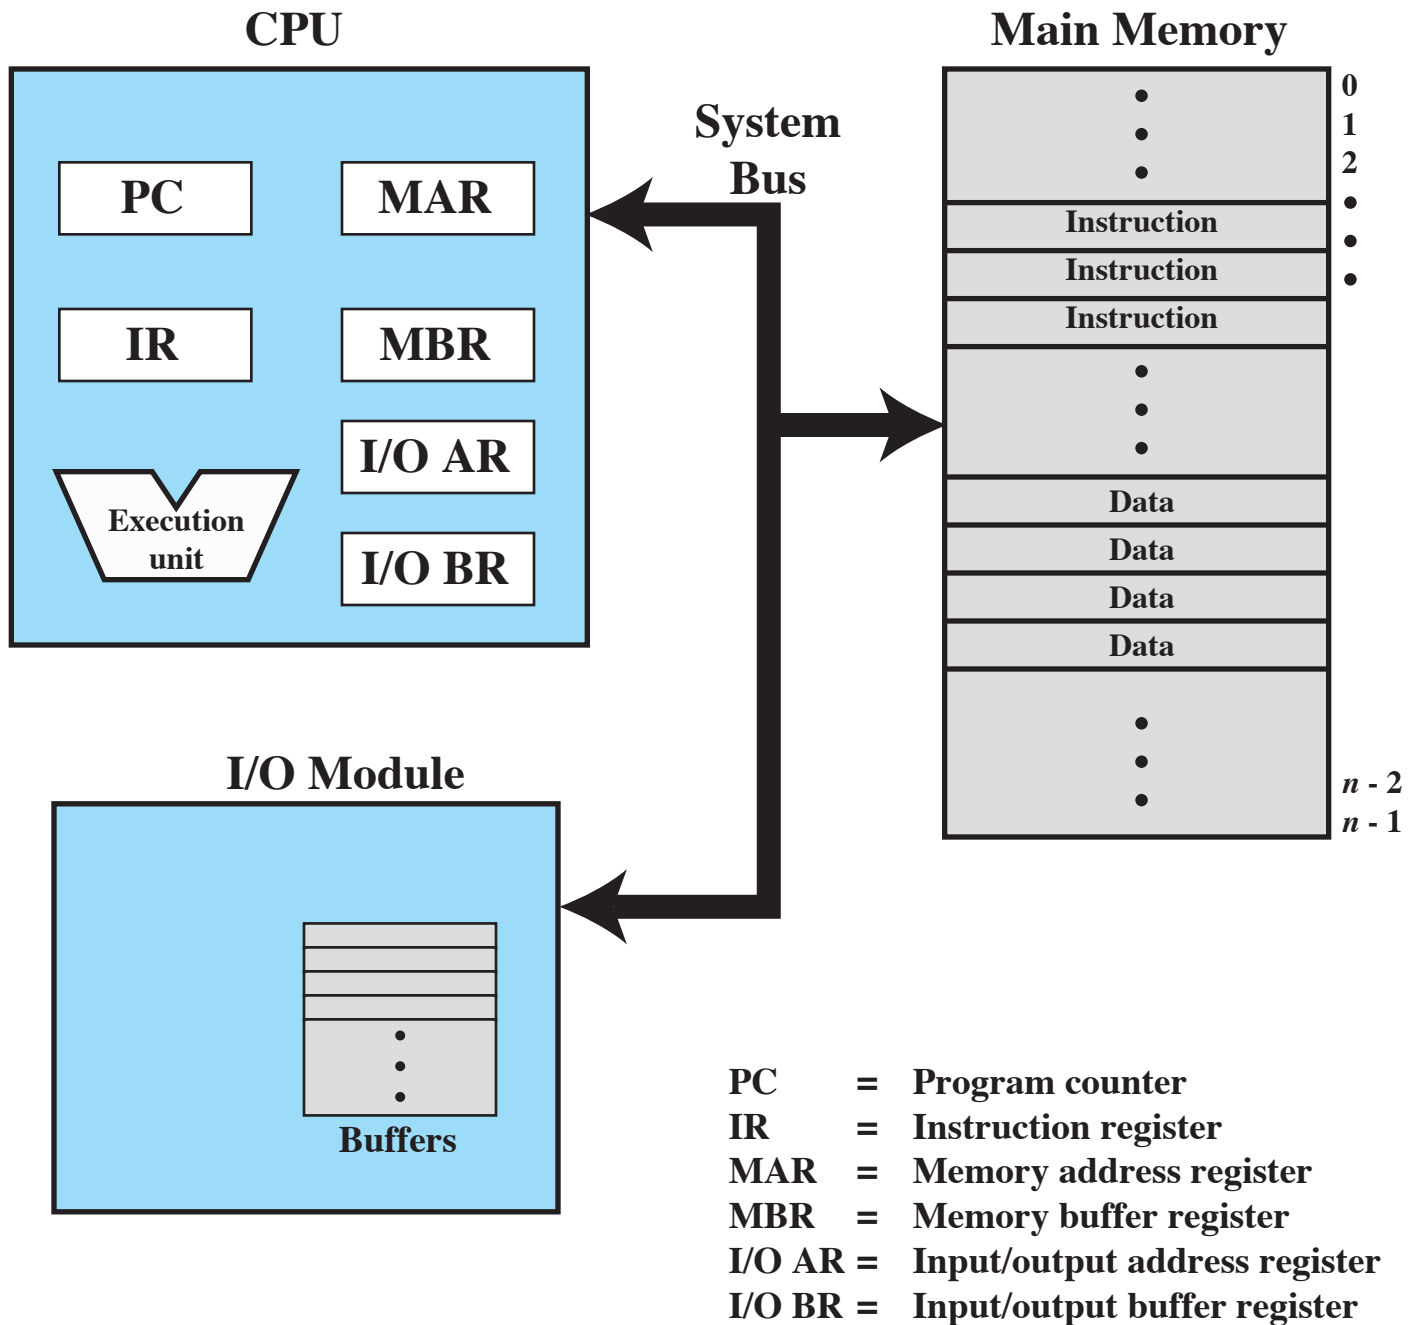 CPU
PC
MAR
IR
MBR
I/O AR
I/O BR
Execution
unit
System
Bus
Main Memory
0
1
2
Instruction
Instruction
Instruction
Data
Data
Data
Data
n - 2
n - 1
I/O Module
Buffers
PC = Program counter
IR = Instruction register
MAR = Memory address register
MBR = Memory buffer register
I/O AR = Input/output address register
I/O BR = Input/output buffer register